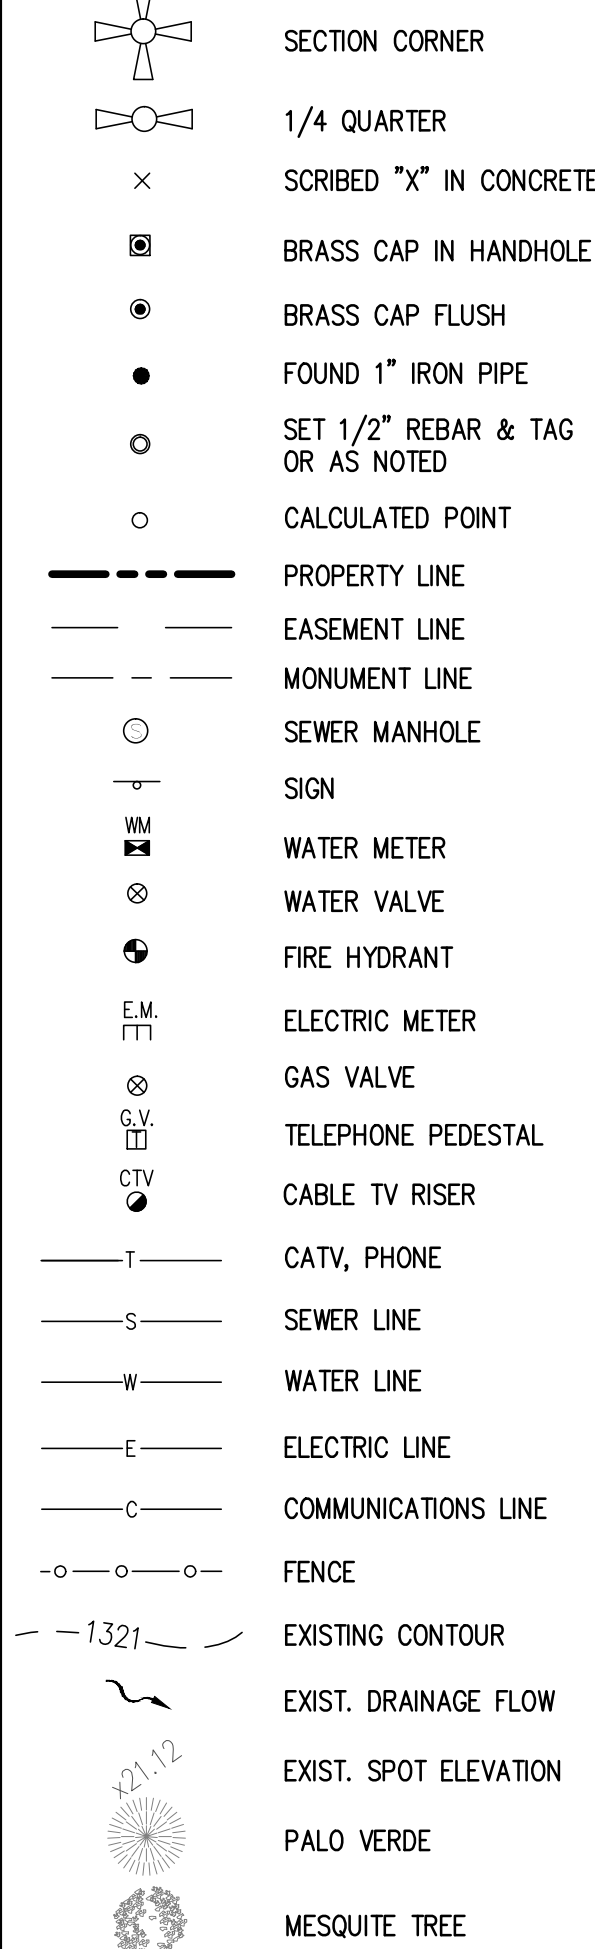 SECTION CORNER
1/4 QUARTER
SCRIBED "X" IN CONCRETE
BRASS CAP IN HANDHOLE
BRASS CAP FLUSH
FOUND 1" IRON PIPE
SET 1/2" REBAR & TAG
OR AS NOTED
CALCULATED POINT
PROPERTY LINE
EASEMENT LINE
MONUMENT LINE
S SEWER MANHOLE
SIGN
WM
WATER METER
WATER VALVE
FIRE HYDRANT
E.M.
ELECTRIC METER
GAS VALVE
G.V.
T TELEPHONE PEDESTAL
CTV
CABLE TV RISER
T CATV, PHONE
S SEWER LINE
W WATER LINE
E ELECTRIC LINE
C COMMUNICATIONS LINE
FENCE
1321 EXISTING CONTOUR
EXIST. DRAINAGE FLOW
x21.12 EXIST. SPOT ELEVATION
PALO VERDE
MESQUITE TREE